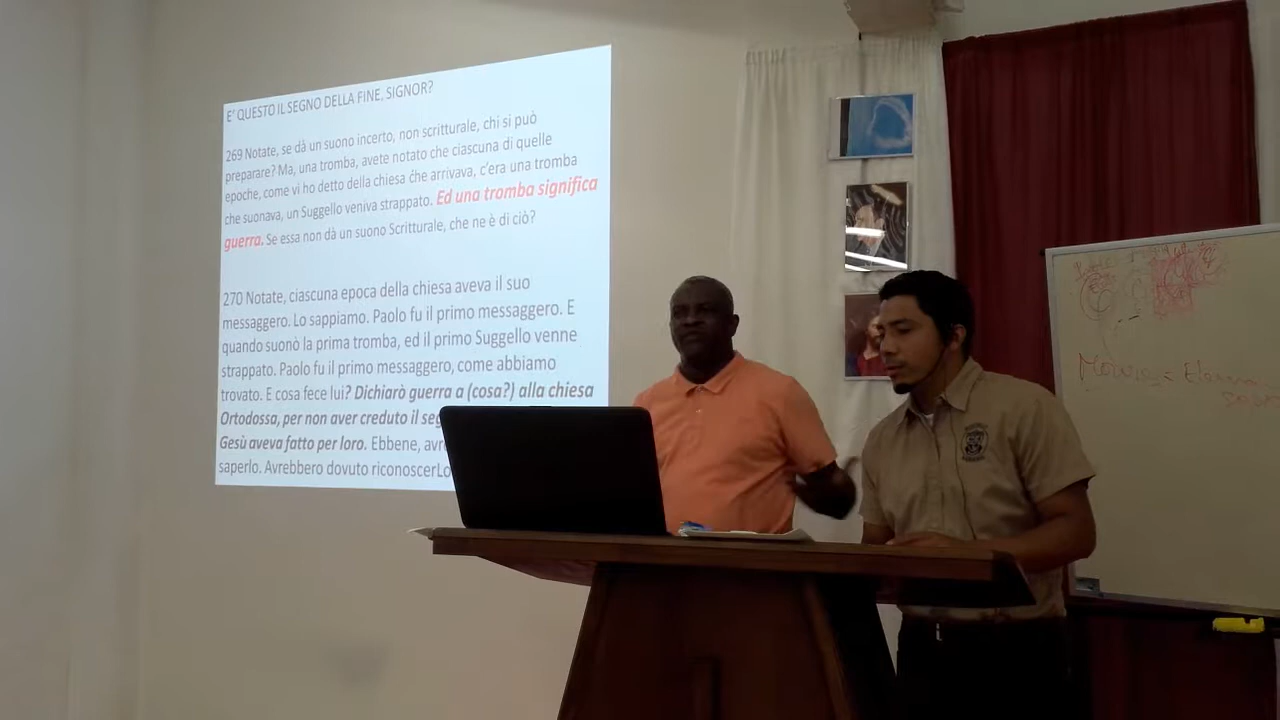 E' QUESTO IL SEGNO DELLA FINE, SIGNOR?
269 Notate, se dà un suono incerto, non scritturale, chi si può
preparare? Ma, una tromba, avete notato che ciascuna di quelle
epoche, come vi ho detto della chiesa che arrivava, c'era una tromba
che suonava, un Suggello veniva strappato. Ed una tromba significa
guerra. Se essa non dà un suono Scritturale, che ne è di ciò?
270 Notate, ciascuna epoca della chiesa aveva il suo
messaggero. Lo sappiamo. Paolo fu il primo messaggero. E
quando suonò la prima tromba, ed il primo Suggello venne
strappato. Paolo fu il primo messaggero, come abbiamo
trovato. E cosa fece lui? Dichiarò guerra a (cosa?) alla chiesa
Ortodossa, per non aver creduto il
Gesù aveva fatto per loro. Ebbene,
saperlo. Avrebbero dovuto riconoscerLo